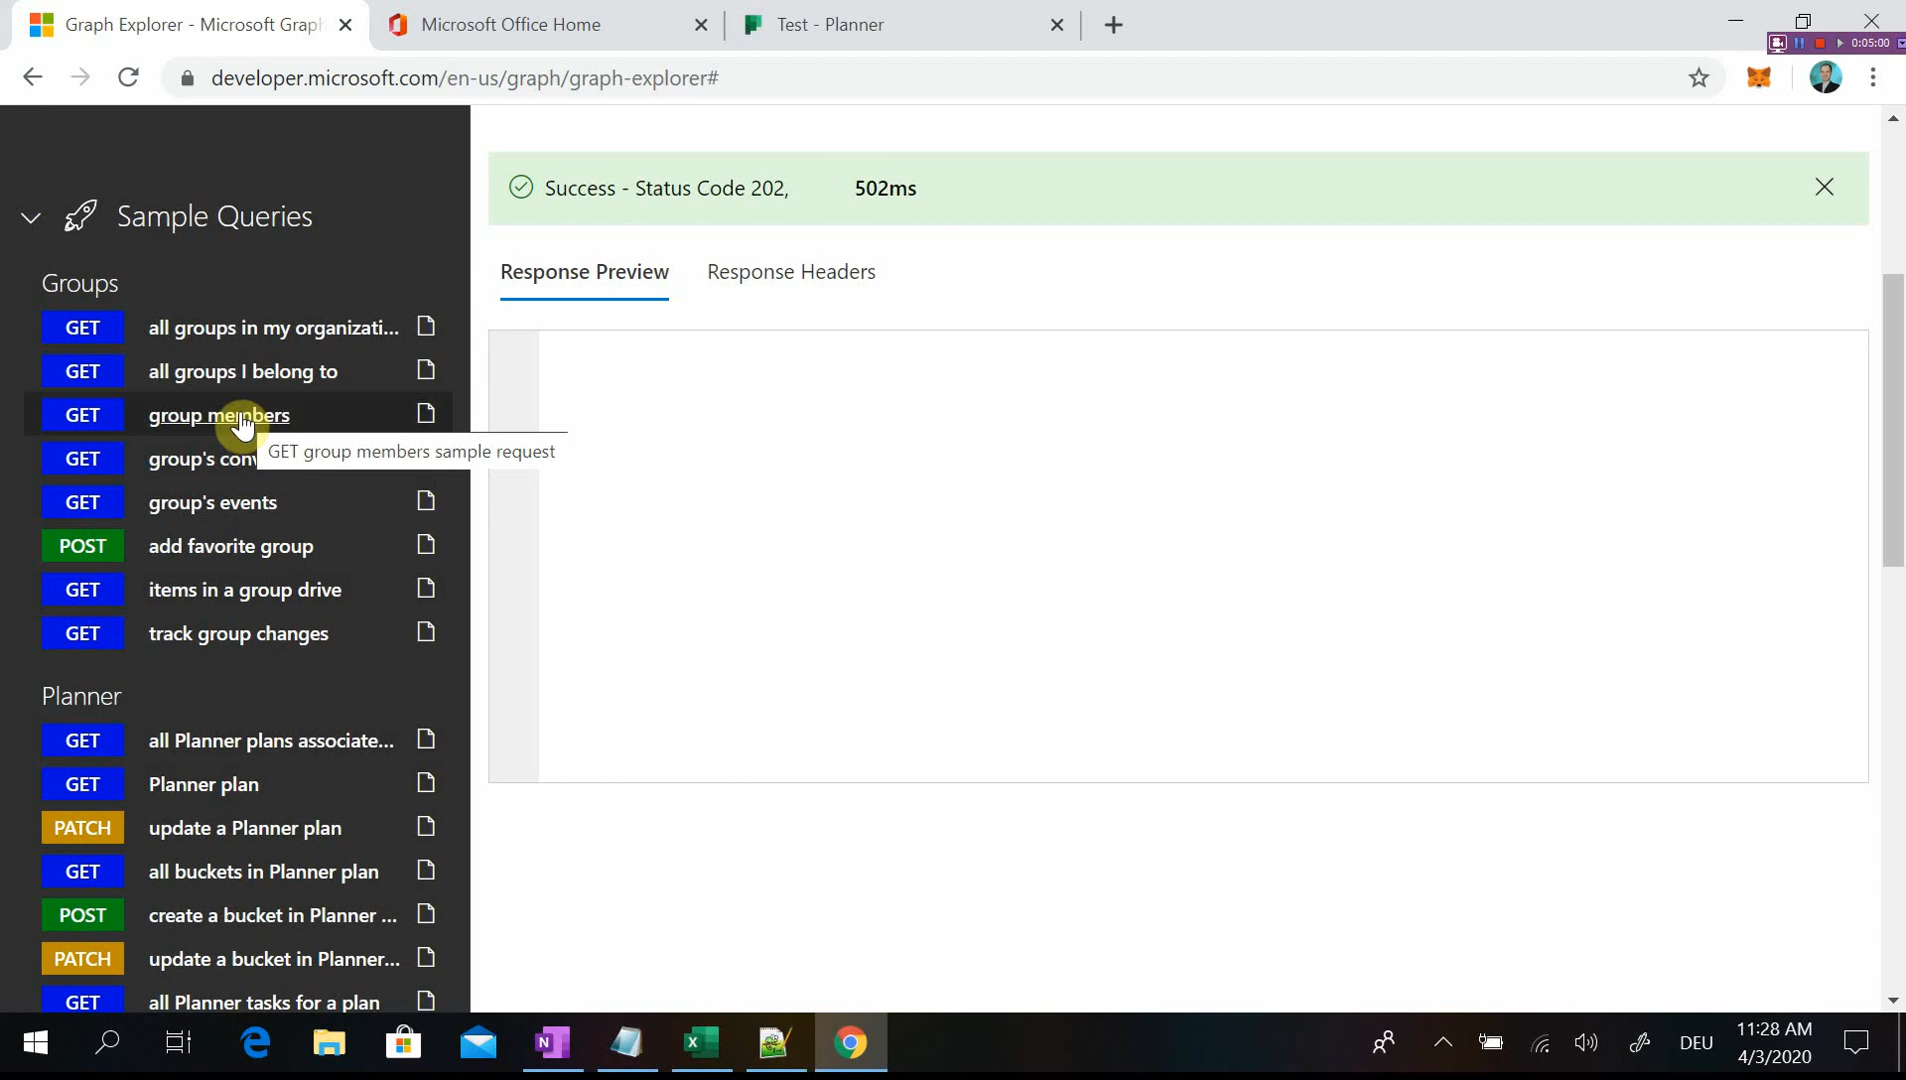 Graph Explorer - Microsoft Graph
Microsoft Office Home
Test - Planner
0:05:00
developer.microsoft.com/en-us/graph/graph-explorer#
Success - Status Code 202, 502ms
Sample Queries
Response Preview
Response Headers
Groups
GET all groups in my organizati...
GET all groups I belong to
GET group members
GET group members sample request
GET group's con
GET group's events
POST add favorite group
GET items in a group drive
GET track group changes
Planner
GET all Planner plans associate...
GET Planner plan
PATCH update a Planner plan
GET all buckets in Planner plan
POST create a bucket in Planner ...
PATCH update a bucket in Planner...
GET all Planner tasks for a plan
DEU
11:28 AM
4/3/2020